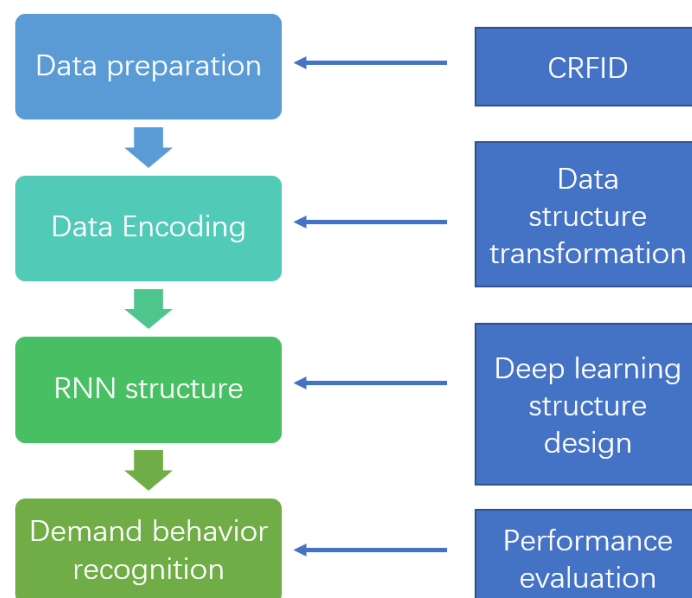 Data preparation
CRFID
Data Encoding
Data
structure
transformation
RNN structure
Deep learning
structure
design
Demand behavior
recognition
Performance
evaluation